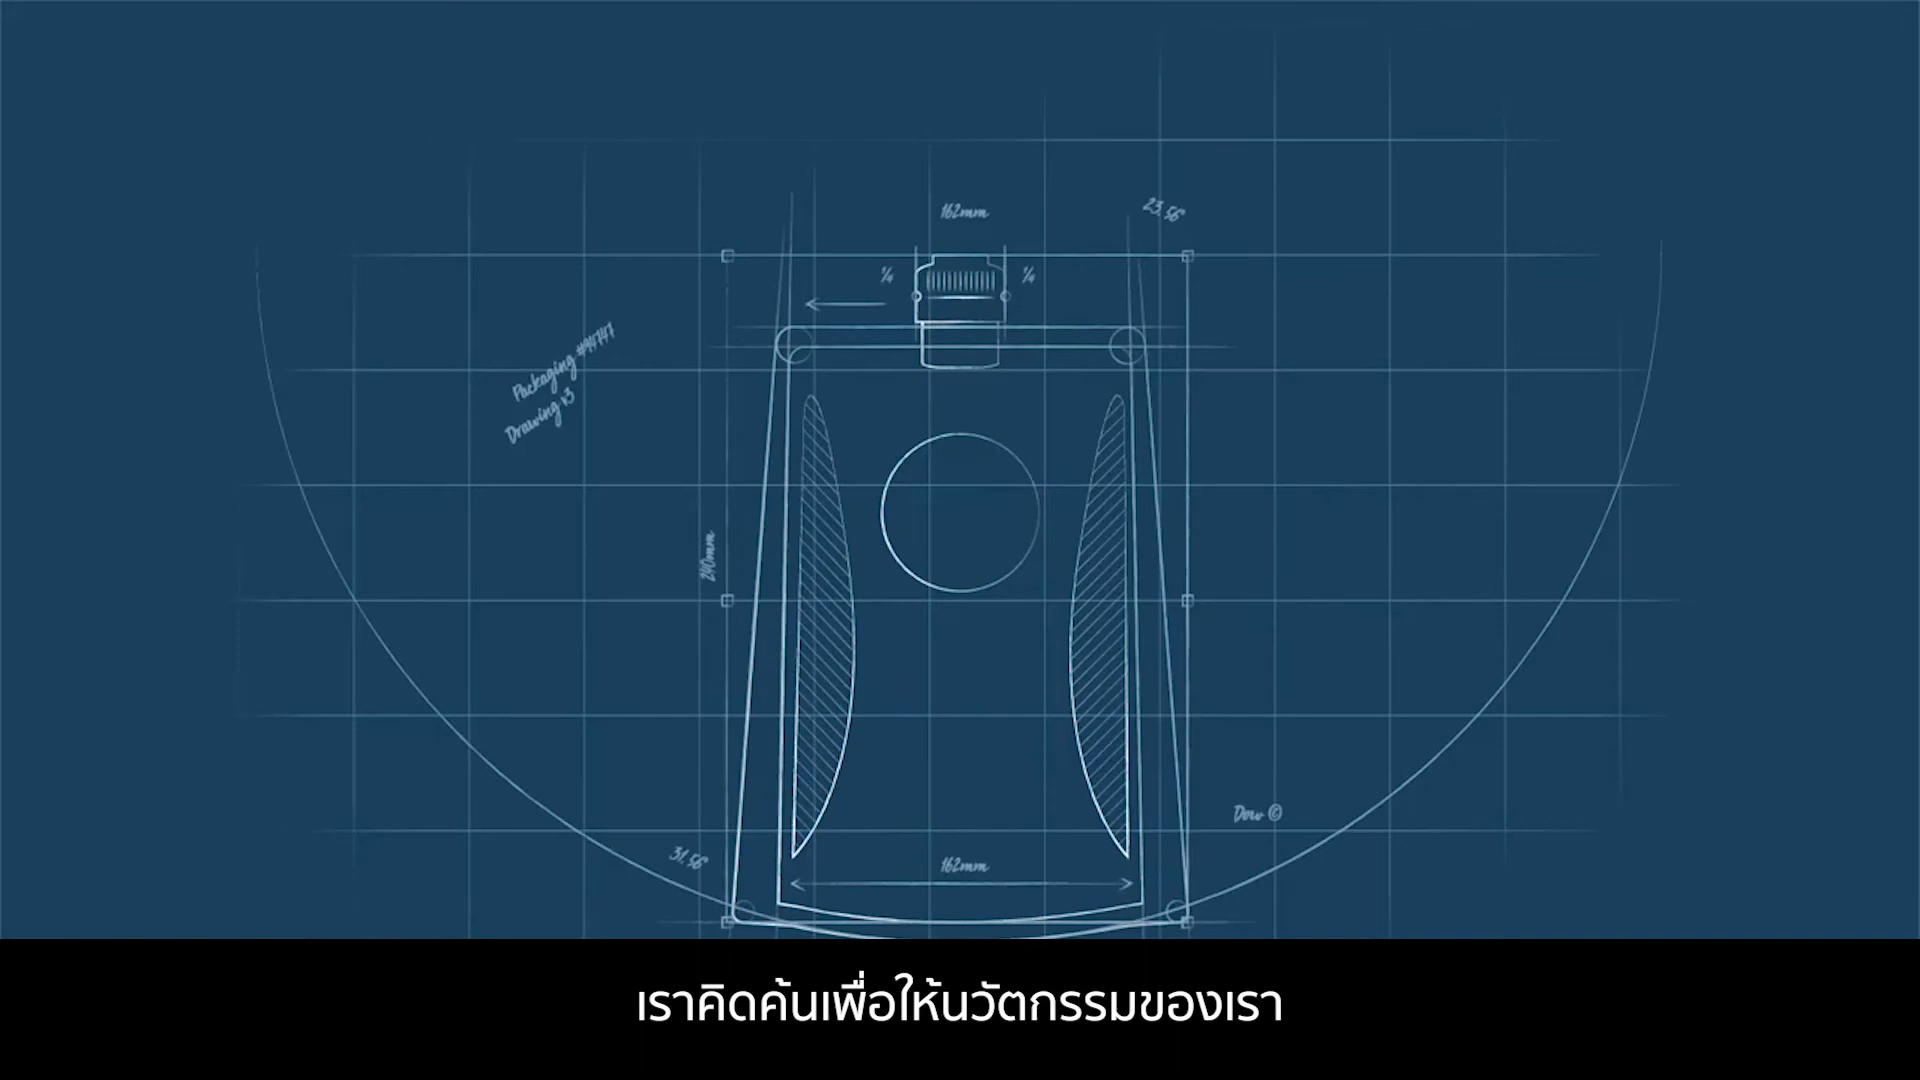 162mm
23.56°
¼
¼
Packaging #94747
Drawing v3
240mm
Dow ©
31.56°
162mm
เราคิดค้นเพื่อให้นวัตกรรมของเรา